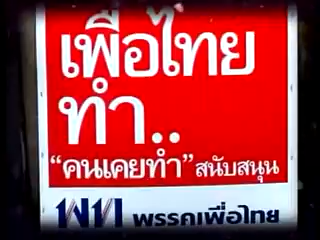 เพื่อไทย
ทำ..
“คนเคยทำ” สนับสนุน
พท พรรคเพื่อไทย